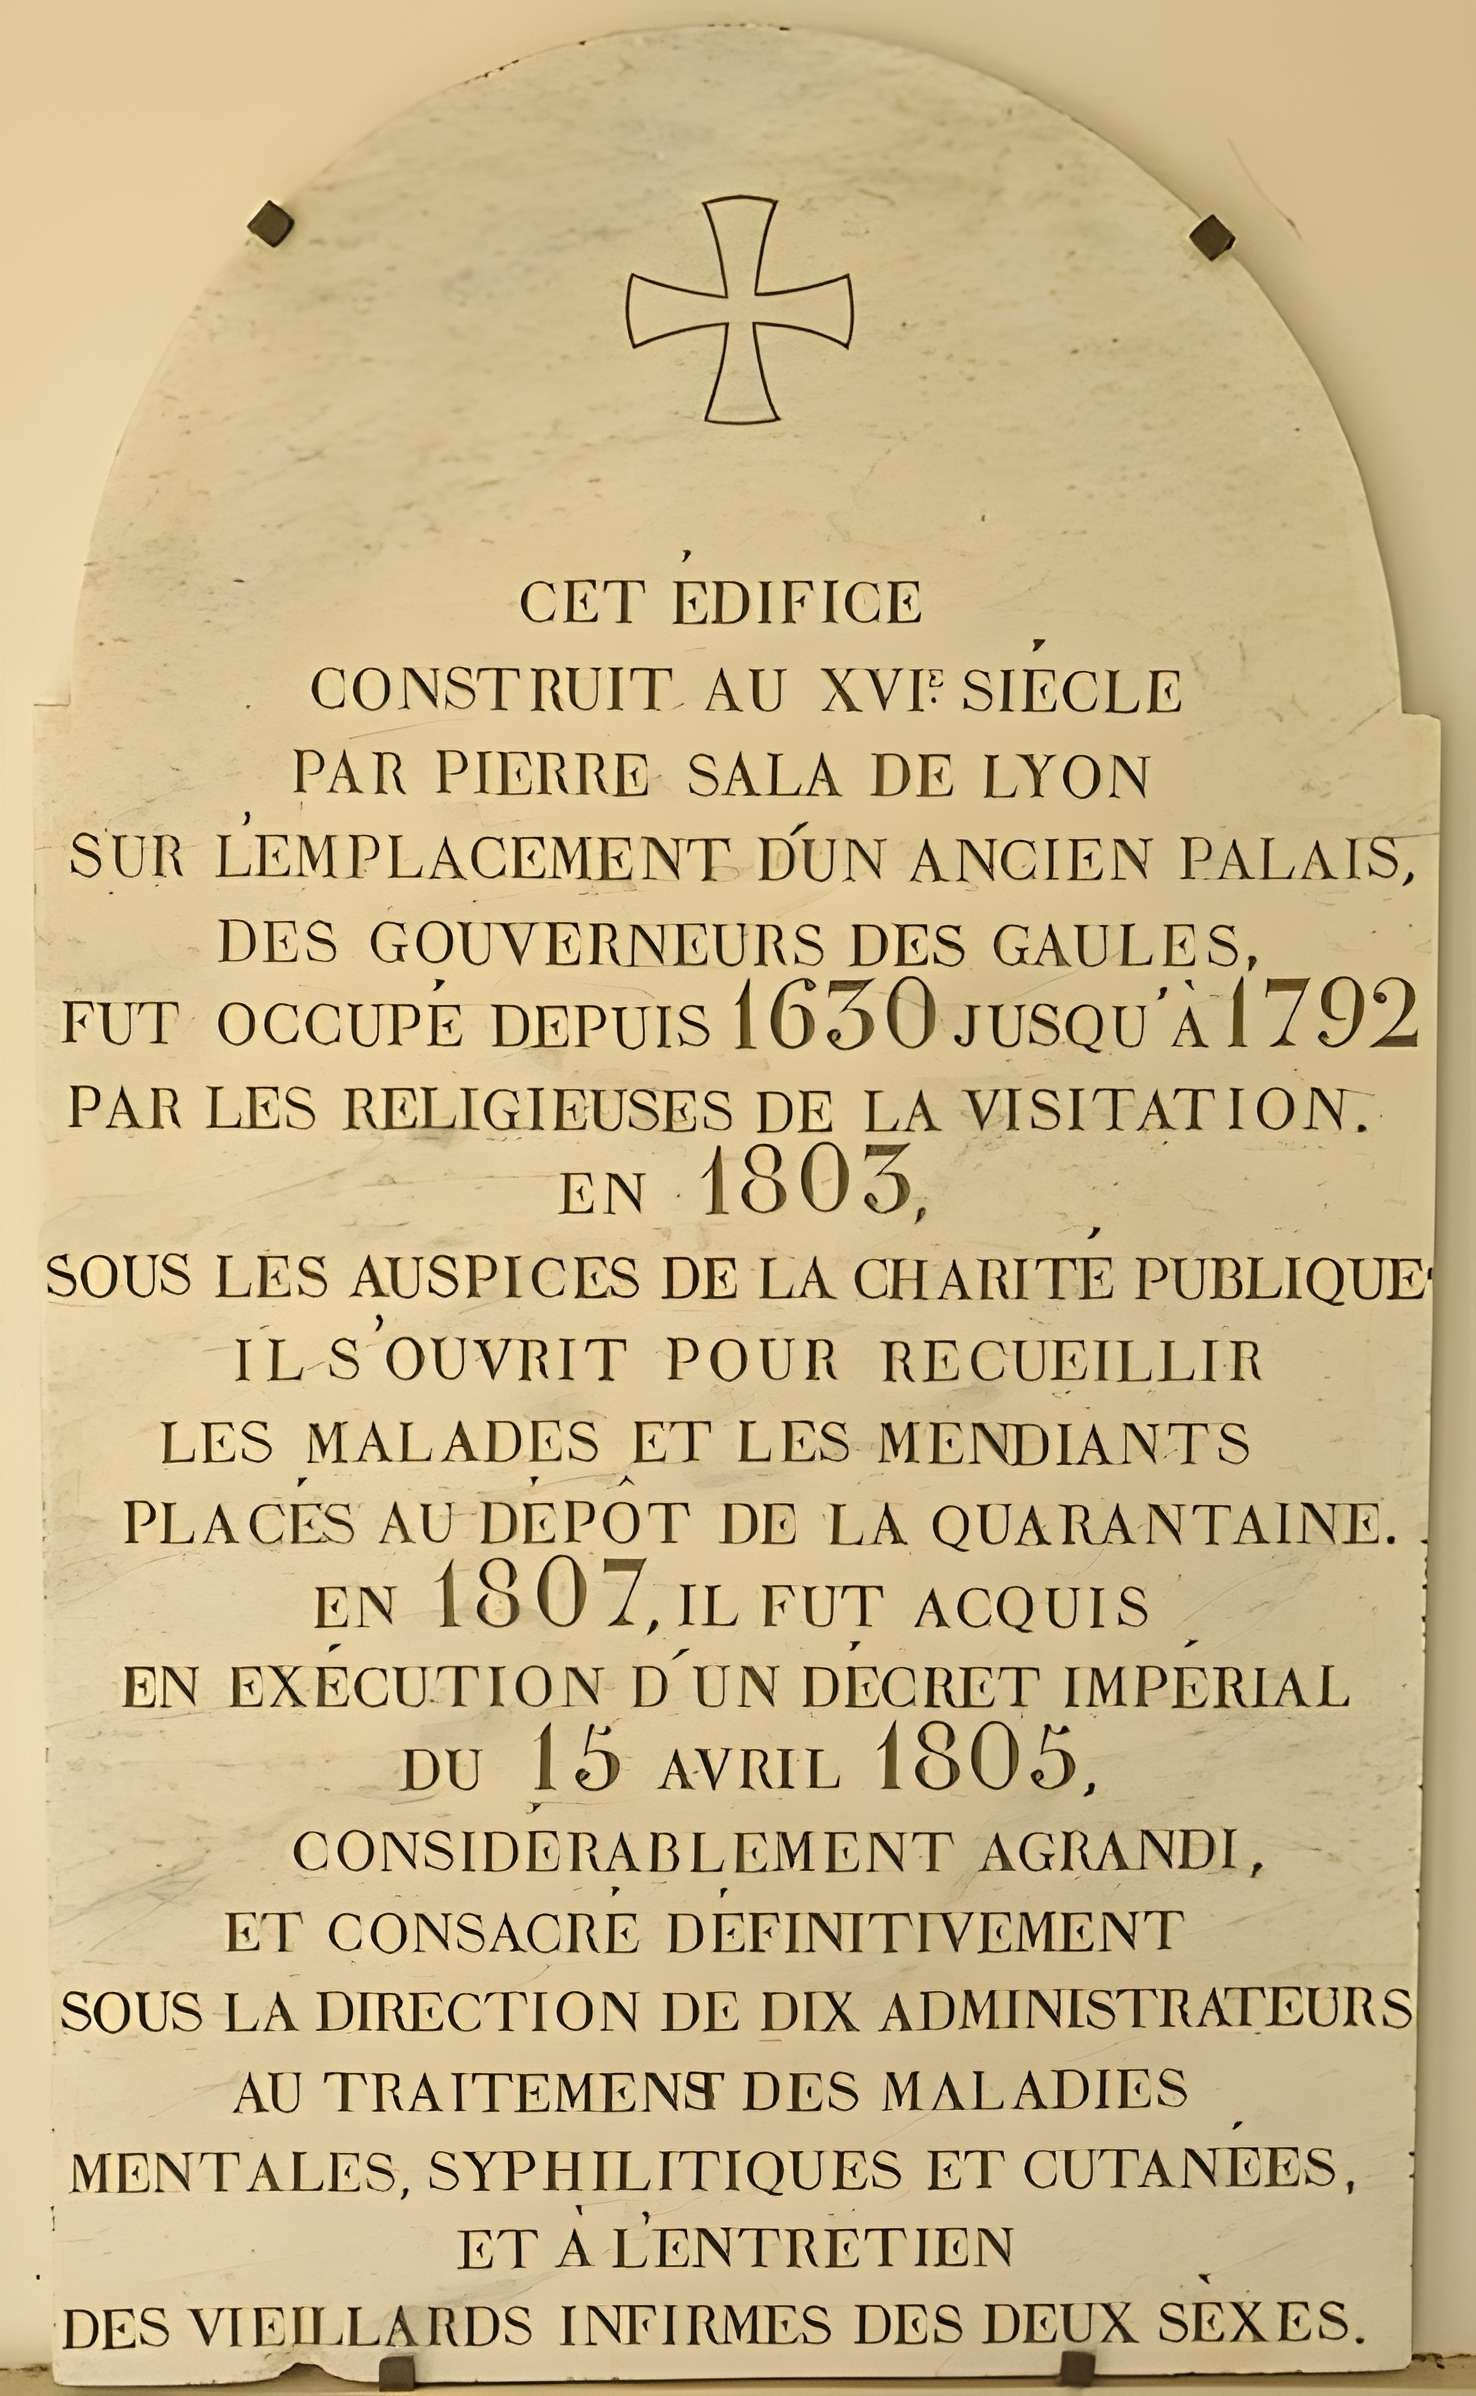 CET ÉDIFICE
CONSTRUIT AU XVIE. SIÉCLE
PAR PIERRE SALA DE LYON
SUR L'EMPLACEMENT D'UN ANCIEN PALAIS,
DES GOUVERNEURS DES GAULES,
FUT OCCUPÉ DEPUIS 1630 JUSQU'À 1792
PAR LES RELIGIEUSES DE LA VISITATION.
EN 1803,
SOUS LES AUSPICES DE LA CHARITÉ PUBLIQUE
IL S'OUVRIT POUR RECUEILLIR
LES MALADES ET LES MENDIANTS
PLACÉS AU DÉPÔT DE LA QUARANTAINE.
EN 1807, IL FUT ACQUIS
EN EXÉCUTION D'UN DÉCRET IMPÉRIAL
DU 15 AVRIL 1805,
CONSIDÉRABLEMENT AGRANDI,
ET CONSACRÉ DÉFINITIVEMENT
SOUS LA DIRECTION DE DIX ADMINISTRATEURS
AU TRAITEMENT DES MALADIES
MENTALES, SYPHILITIQUES ET CUTANÉES,
ET À L'ENTRETIEN
DES VIEILLARDS INFIRMES DES DEUX SÈXES.